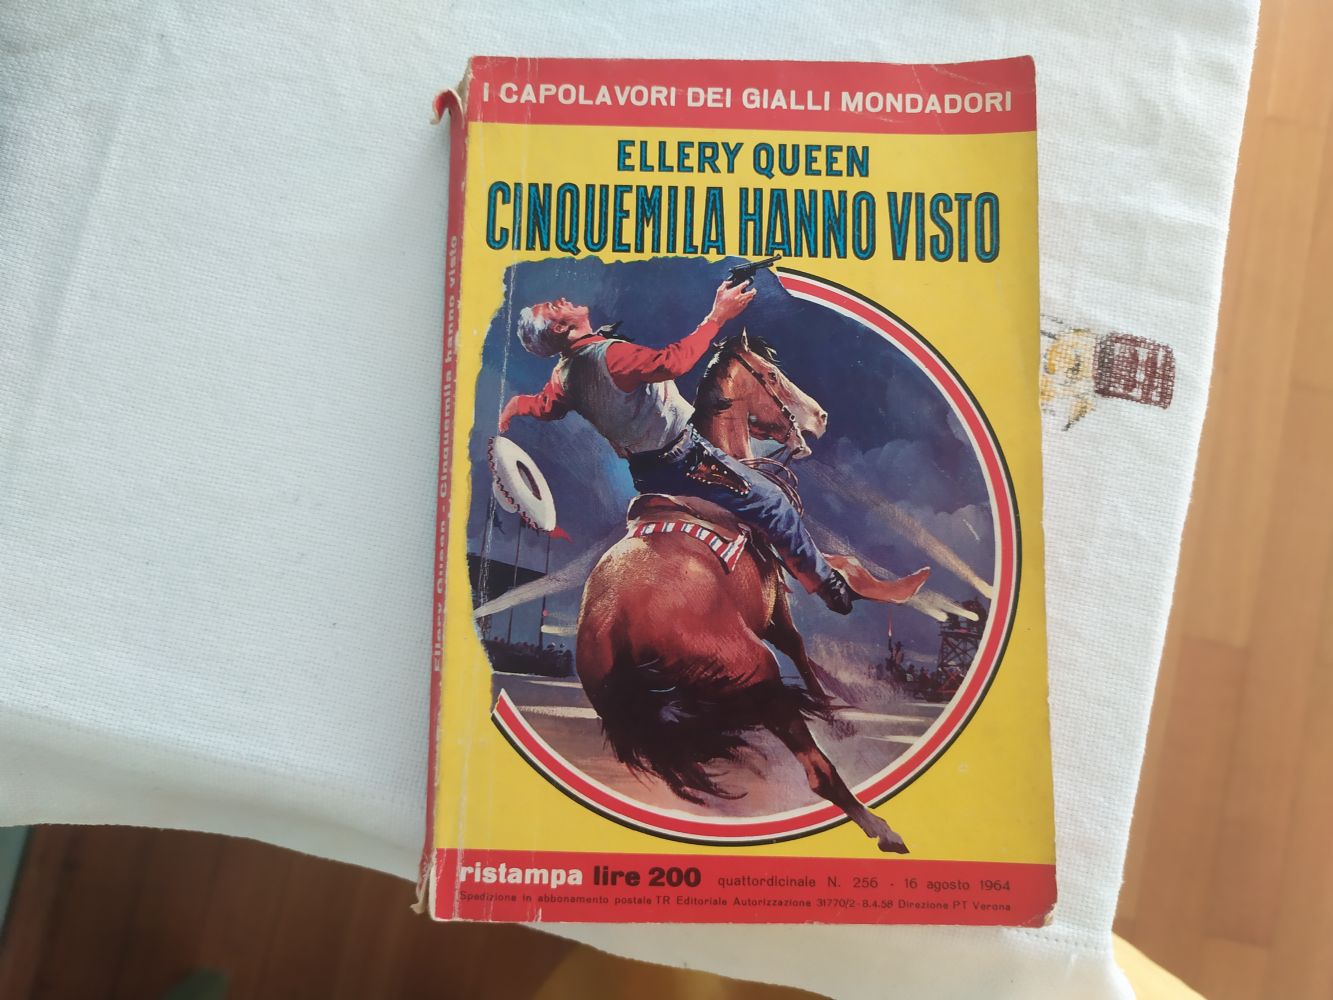 I CAPOLAVORI DEI GIALLI MONDADORI
ELLERY QUEEN
CINQUEMILA HANNO VISTO
ristampa lire 200 quattordicinale N. 256 - 16 agosto 1964
Spedizione in abbonamento postale TR Editoriale Autorizzazione 31770/2-8.4.58 Direzione PT Verona
Ellery Queen - Cinquemila hanno visto